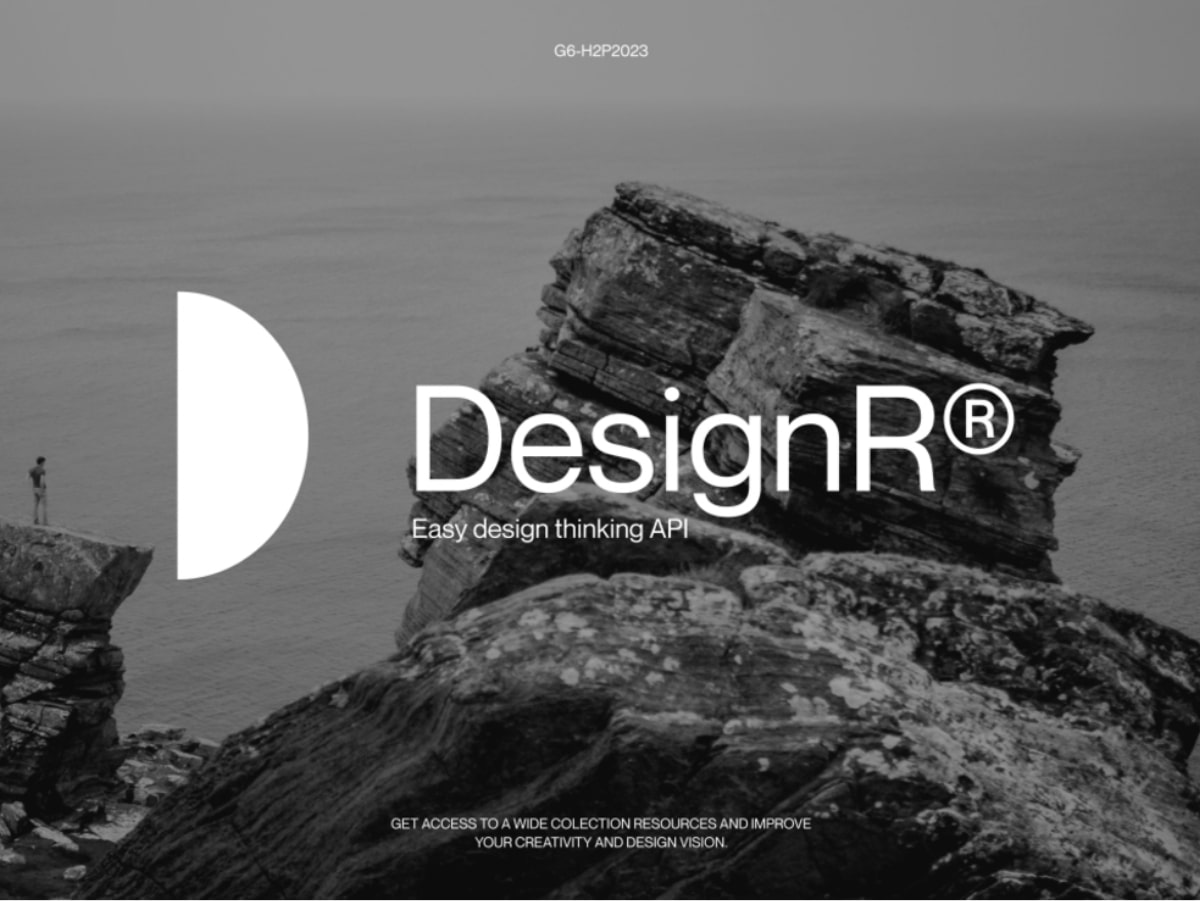 G6-H2P2023
DesignR®
Easy design thinking API
GET ACCESS TO A WIDE COLECTION RESOURCES AND IMPROVE
YOUR CREATIVITY AND DESIGN VISION.